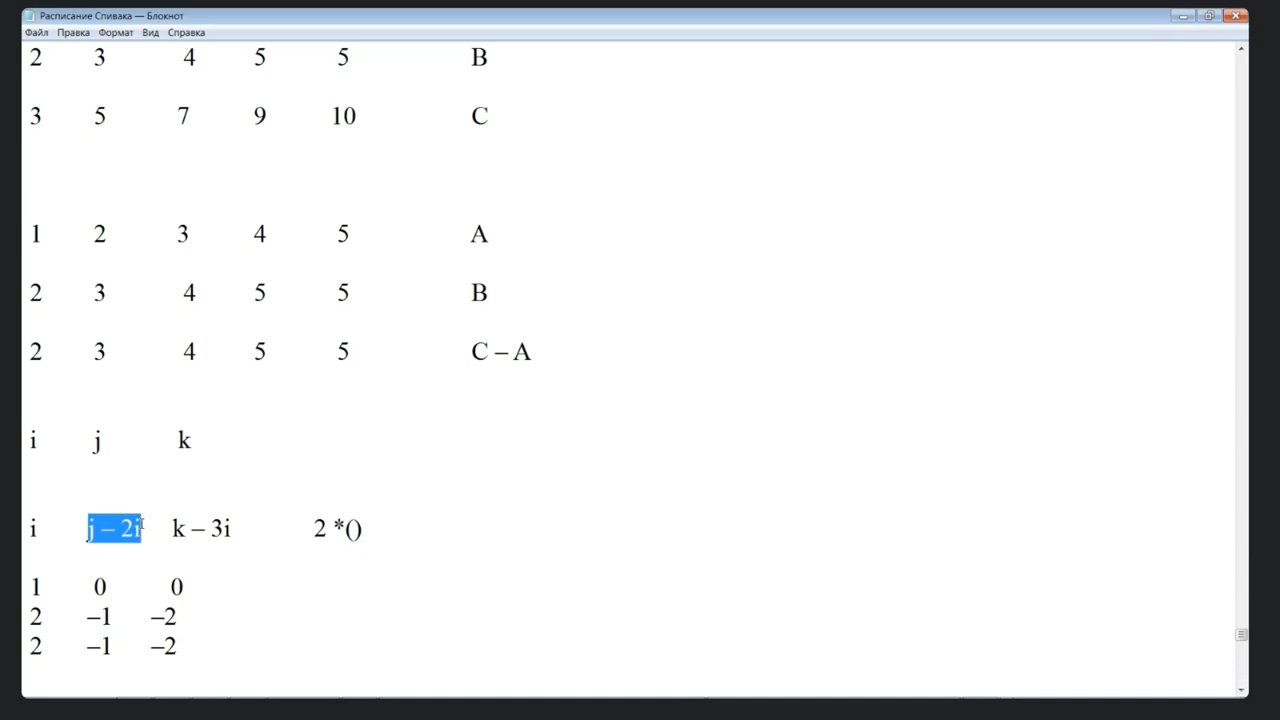 Расписание Спивака — Блокнот
Файл Правка Формат Вид Справка
2 3 4 5 5 B
3 5 7 9 10 C
1 2 3 4 5 A
2 3 4 5 5 B
2 3 4 5 5 C – A
i j k
i j – 2i k – 3i 2 *()
1 0 0
2 –1 –2
2 –1 –2